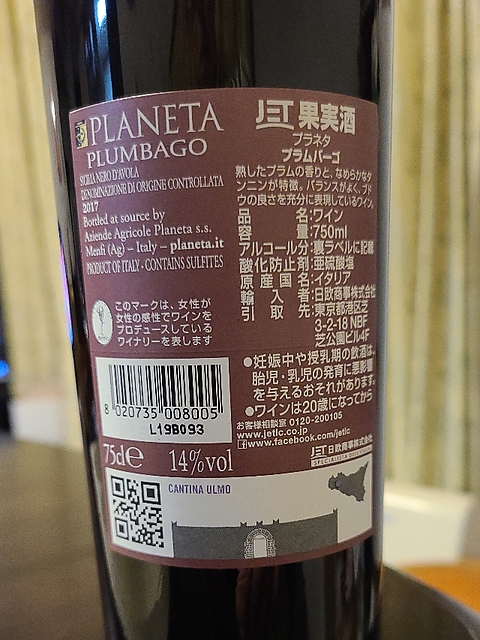 PLANETA
PLUMBAGO
SICILIA NERO D'AVOLA
DENOMINAZIONE DI ORIGINE CONTROLLATA
2017
Bottled at source by
Aziende Agricole Planeta s.s.
Menfi (Ag) – Italy – planeta.it
PRODUCT OF ITALY - CONTAINS SULFITES
このマークは、女性が
女性の感性でワインを
プロデュースしている
ワイナリーを表します
8 020735 008005
L19B093
75cl e 14%vol
CANTINA ULMO
JET 果実酒
プラネタ
プラムバーゴ
熟したプラムの香りと、なめらかなタ
ンニンが特徴。バランスがよく、ブド
ウの良さを充分に表現しているワイン。
品名:ワイン
容量:750ml
アルコール分:裏ラベルに記載
酸化防止剤:亜硫酸塩
原産国名:イタリア
輸入者:日欧商事株式会社
引取先:東京都港区芝
3-2-18 NBF
芝公園ビル4F
●妊娠中や授乳期の飲酒は、
胎児・乳児の発育に悪影響
を与えるおそれがあります。
●ワインは20歳になってから
お客様相談室 0120-200105
www.jetlc.co.jp
www.facebook.com/jetlc
JET 日欧商事株式会社